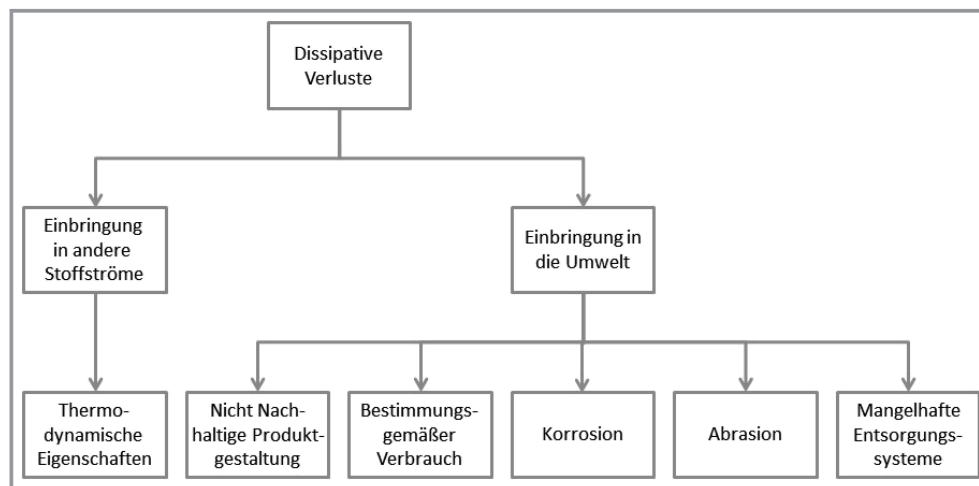 Dissipative
Verluste
Einbringung
in andere
Stoffströme
Einbringung in
die Umwelt
Thermo-
dynamische
Eigenschaften
Nicht Nach-
haltige Produkt-
gestaltung
Bestimmungs-
gemäßer
Verbrauch
Korrosion
Abrasion
Mangelhafte
Entsorgungs-
systeme